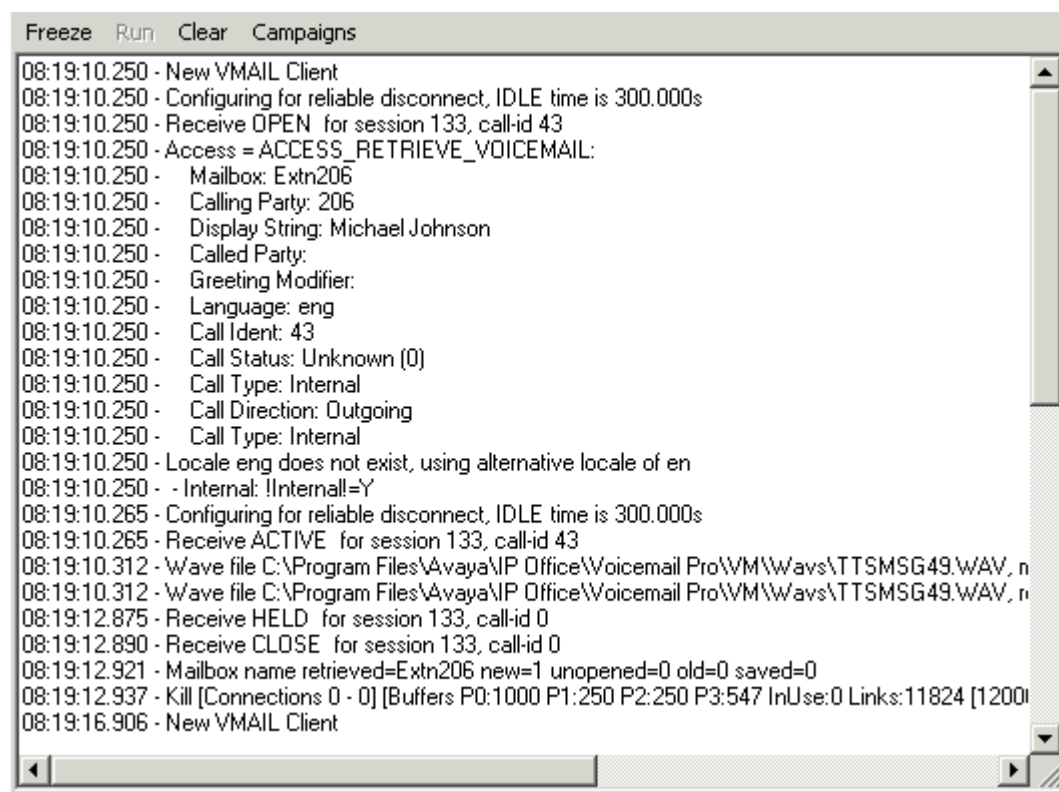 Freeze Run Clear Campaigns
08:19:10.250 - New VMAIL Client
08:19:10.250 - Configuring for reliable disconnect, IDLE time is 300.000s
08:19:10.250 - Receive OPEN  for session 133, call-id 43
08:19:10.250 - Access = ACCESS_RETRIEVE_VOICEMAIL:
08:19:10.250 -    Mailbox: Extn206
08:19:10.250 -    Calling Party: 206
08:19:10.250 -    Display String: Michael Johnson
08:19:10.250 -    Called Party:
08:19:10.250 -    Greeting Modifier:
08:19:10.250 -    Language: eng
08:19:10.250 -    Call Ident: 43
08:19:10.250 -    Call Status: Unknown (0)
08:19:10.250 -    Call Type: Internal
08:19:10.250 -    Call Direction: Outgoing
08:19:10.250 -    Call Type: Internal
08:19:10.250 - Locale eng does not exist, using alternative locale of en
08:19:10.250 -  - Internal: !Internal!=Y
08:19:10.265 - Configuring for reliable disconnect, IDLE time is 300.000s
08:19:10.265 - Receive ACTIVE  for session 133, call-id 43
08:19:10.312 - Wave file C:\Program Files\Avaya\IP Office\Voicemail Pro\VM\Wavs\TTSMSG49.WAV,
08:19:10.312 - Wave file C:\Program Files\Avaya\IP Office\Voicemail Pro\VM\Wavs\TTSMSG49.WAV,
08:19:12.875 - Receive HELD  for session 133, call-id 0
08:19:12.890 - Receive CLOSE  for session 133, call-id 0
08:19:12.921 - Mailbox name retrieved=Extn206 new=1 unopened=0 old=0 saved=0
08:19:12.937 - Kill [Connections 0 - 0] [Buffers P0:1000 P1:250 P2:250 P3:547 InUse:0 Links:11824
08:19:16.906 - New VMAIL Client